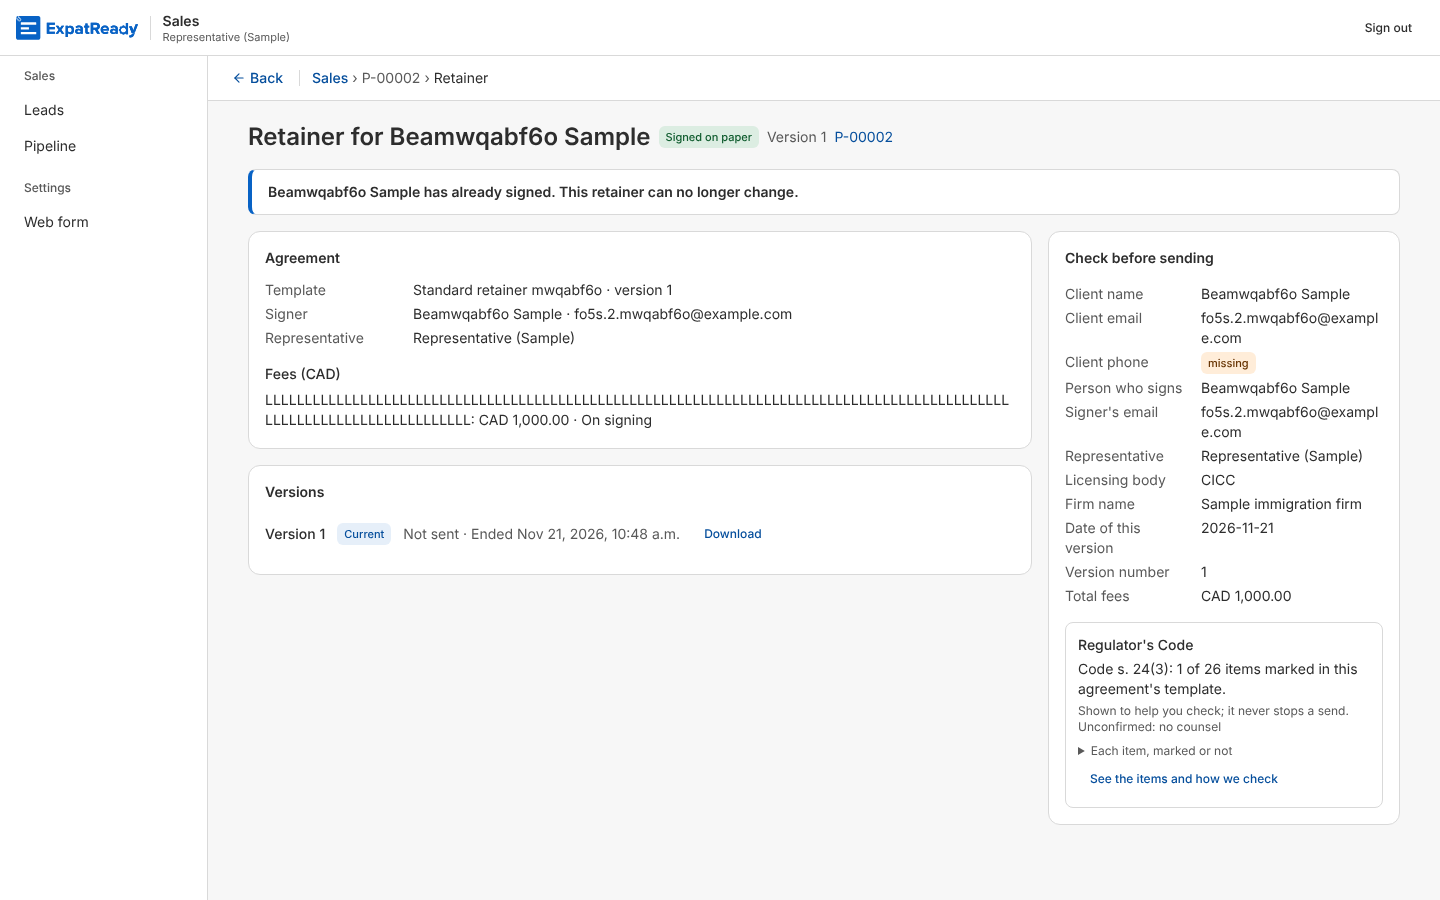 ExpatReady
Sales
Representative (Sample)
Sign out
Sales
Leads
Pipeline
Settings
Web form
← Back
Sales › P-00002 › Retainer
Retainer for Beamwqabf6o Sample Signed on paper Version 1 P-00002
Beamwqabf6o Sample has already signed. This retainer can no longer change.
Agreement
Template Standard retainer mwqabf6o · version 1
Signer Beamwqabf6o Sample · fo5s.2.mwqabf6o@example.com
Representative Representative (Sample)
Fees (CAD)
: CAD 1,000.00 · On signing
Versions
Version 1 Current Not sent · Ended Nov 21, 2026, 10:48 a.m. Download
Check before sending
Client name Beamwqabf6o Sample
Client email fo5s.2.mwqabf6o@exampl
e.com
Client phone missing
Person who signs Beamwqabf6o Sample
Signer's email fo5s.2.mwqabf6o@exampl
e.com
Representative Representative (Sample)
Licensing body CICC
Firm name Sample immigration firm
Date of this 2026-11-21
version
Version number 1
Total fees CAD 1,000.00
Regulator's Code
Code s. 24(3): 1 of 26 items marked in this
agreement's template.
Shown to help you check; it never stops a send.
Unconfirmed: no counsel
Each item, marked or not
See the items and how we check